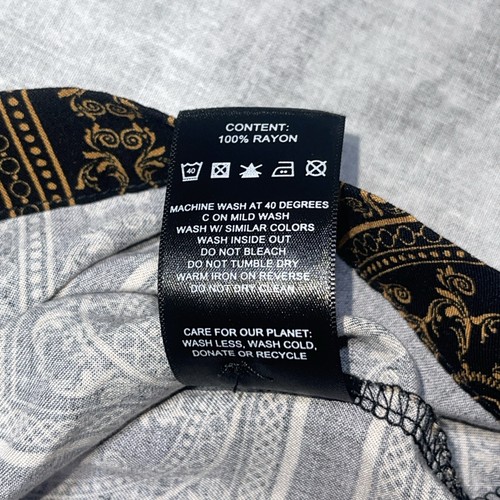 CONTENT:
100% RAYON
40
MACHINE WASH AT 40 DEGREES
C ON MILD WASH
WASH W/ SIMILAR COLORS
WASH INSIDE OUT
DO NOT BLEACH
DO NOT TUMBLE DRY
WARM IRON ON REVERSE
DO NOT DRY CLEAN
CARE FOR OUR PLANET:
WASH LESS, WASH COLD,
DONATE OR RECYCLE